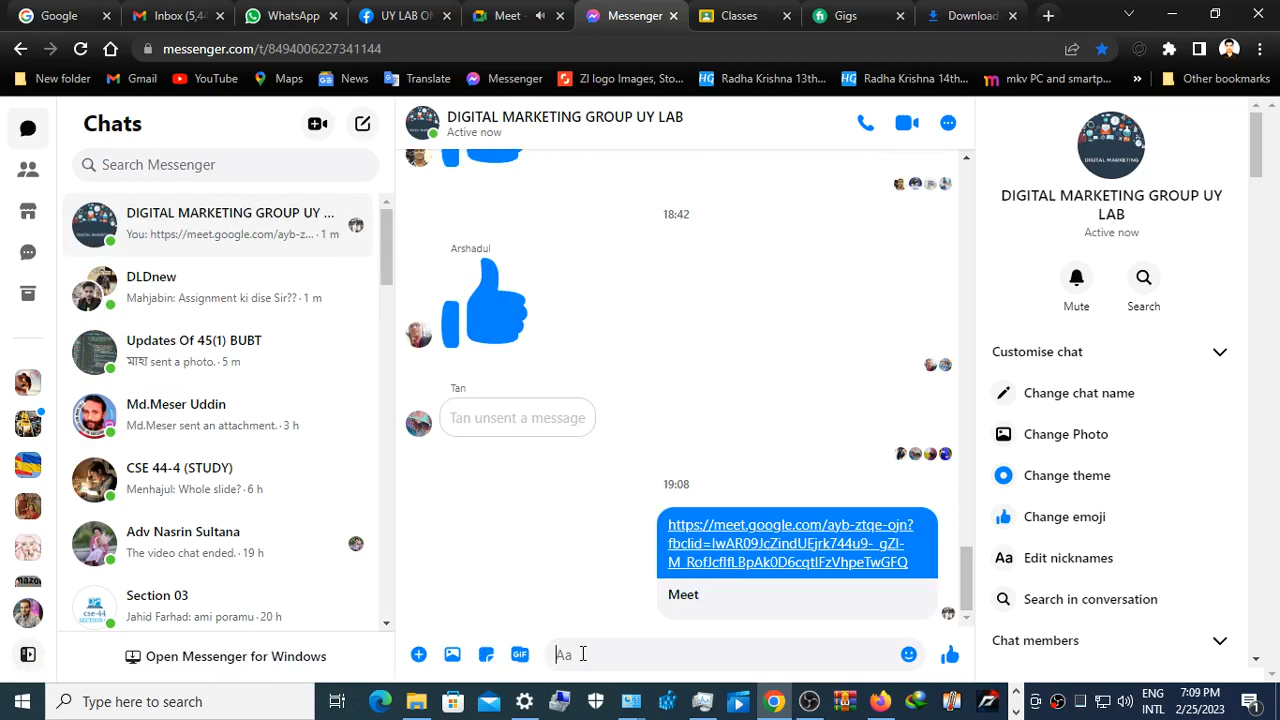 Google
Inbox (5,4
WhatsApp
UY LAB ON
Meet -
Messenger
Classes
Gigs
Download
messenger.com/t/8494006227341144
New folder
Gmail
YouTube
Maps
News
Translate
Messenger
ZI logo Images, Sto...
Radha Krishna 13th...
Radha Krishna 14th...
mkv PC and smartp...
»
Other bookmarks
Chats
Search Messenger
DIGITAL MARKETING GROUP UY ...
You: https://meet.google.com/ayb-z... · 1 m
DLDnew
Mahjabin: Assignment ki dise Sir?? · 1 m
Updates Of 45(1) BUBT
মাহা sent a photo. · 5 m
Md.Meser Uddin
Md.Meser sent an attachment. · 3 h
CSE 44-4 (STUDY)
Menhajul: Whole slide? · 6 h
Adv Nasrin Sultana
The video chat ended. · 19 h
Section 03
Jahid Farhad: ami poramu · 20 h
Open Messenger for Windows
DIGITAL MARKETING GROUP UY LAB
Active now
18:42
Arshadul
Tan
Tan unsent a message
19:08
https://meet.google.com/ayb-ztqe-ojn?
fbclid=IwAR09JcZindUEjrk744u9-_gZI-
M_RofJcfIfLBpAk0D6cqtIFzVhpeTwGFQ
Meet
GIF
Aa
DIGITAL MARKETING
DIGITAL MARKETING GROUP UY
LAB
Active now
Mute
Search
Customise chat
Change chat name
Change Photo
Change theme
Change emoji
Aa Edit nicknames
Search in conversation
Chat members
Type here to search
ENG
INTL
7:09 PM
2/25/2023